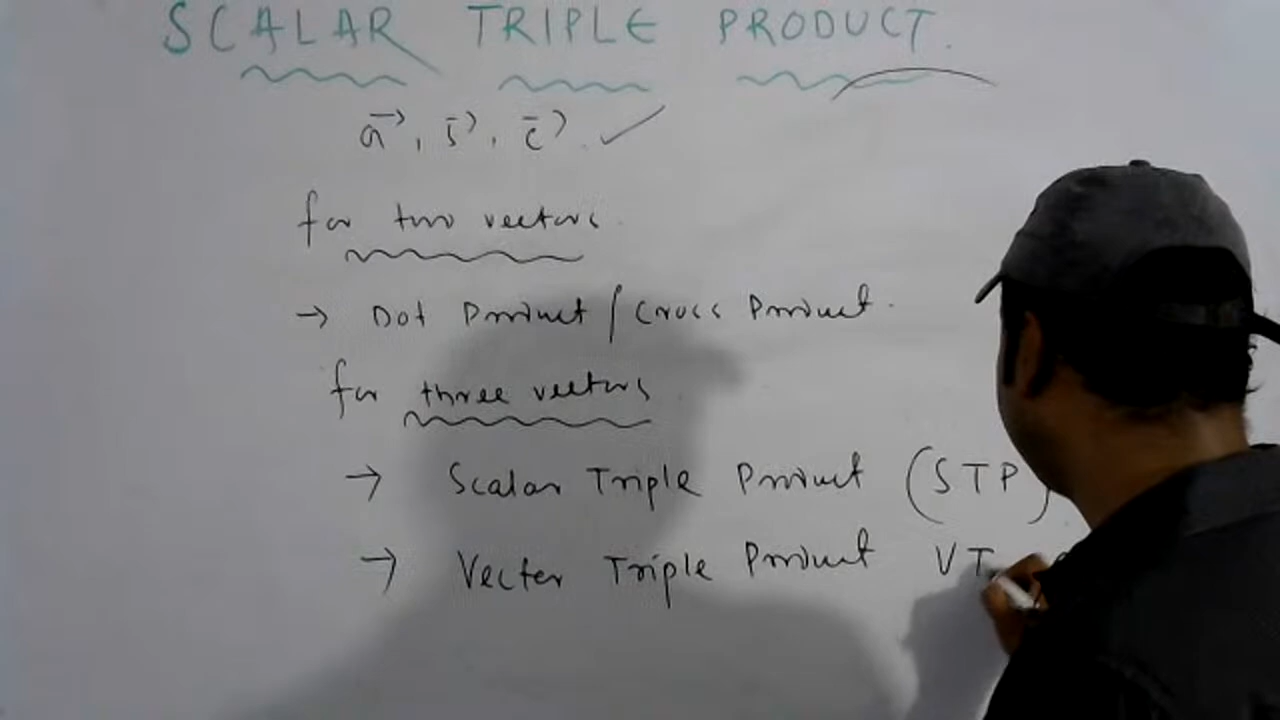 SCALAR TRIPLE PRODUCT.
a⃗, b⃗, c⃗.
for two vectors.
→ Dot Product / Cross Product.
for three vectors
→ Scalar Triple Product (STP)
→ Vecter Triple Product VT